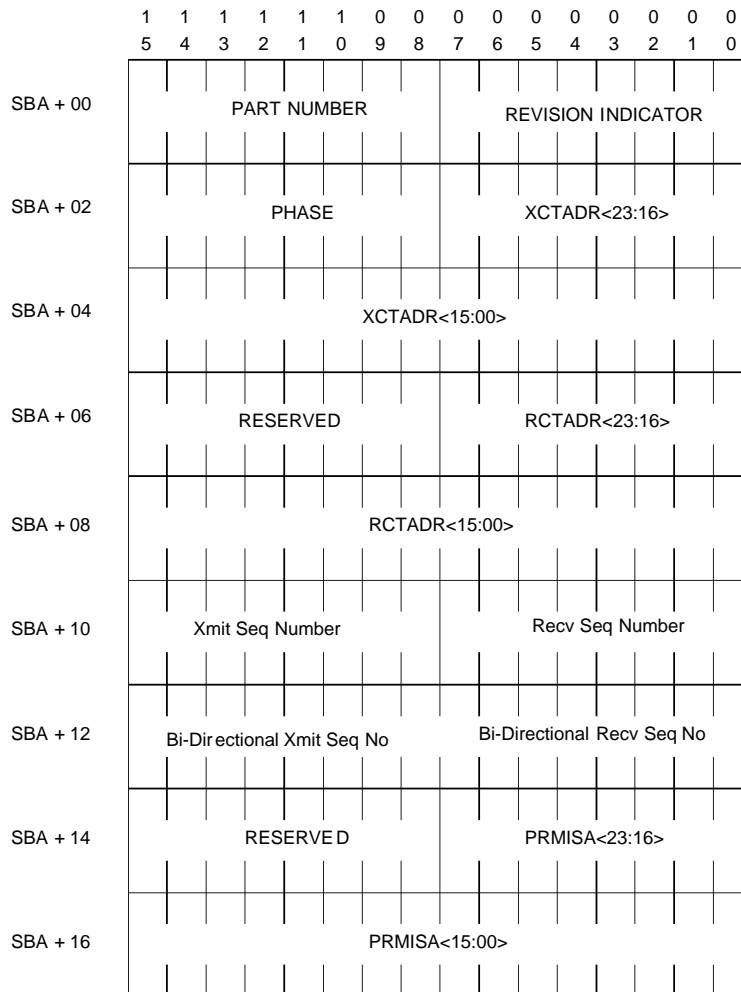 1 1 1 1 1 1 0 0 0 0 0 0 0 0 0 0
5 4 3 2 1 0 9 8 7 6 5 4 3 2 1 0
SBA + 00 PART NUMBER REVISION INDICATOR
SBA + 02 PHASE XCTADR<23:16>
SBA + 04 XCTADR<15:00>
SBA + 06 RESERVED RCTADR<23:16>
SBA + 08 RCTADR<15:00>
SBA + 10 Xmit Seq Number Recv Seq Number
SBA + 12 Bi-Directional Xmit Seq No Bi-Directional Recv Seq No
SBA + 14 RESERVED PRMISA<23:16>
SBA + 16 PRMISA<15:00>